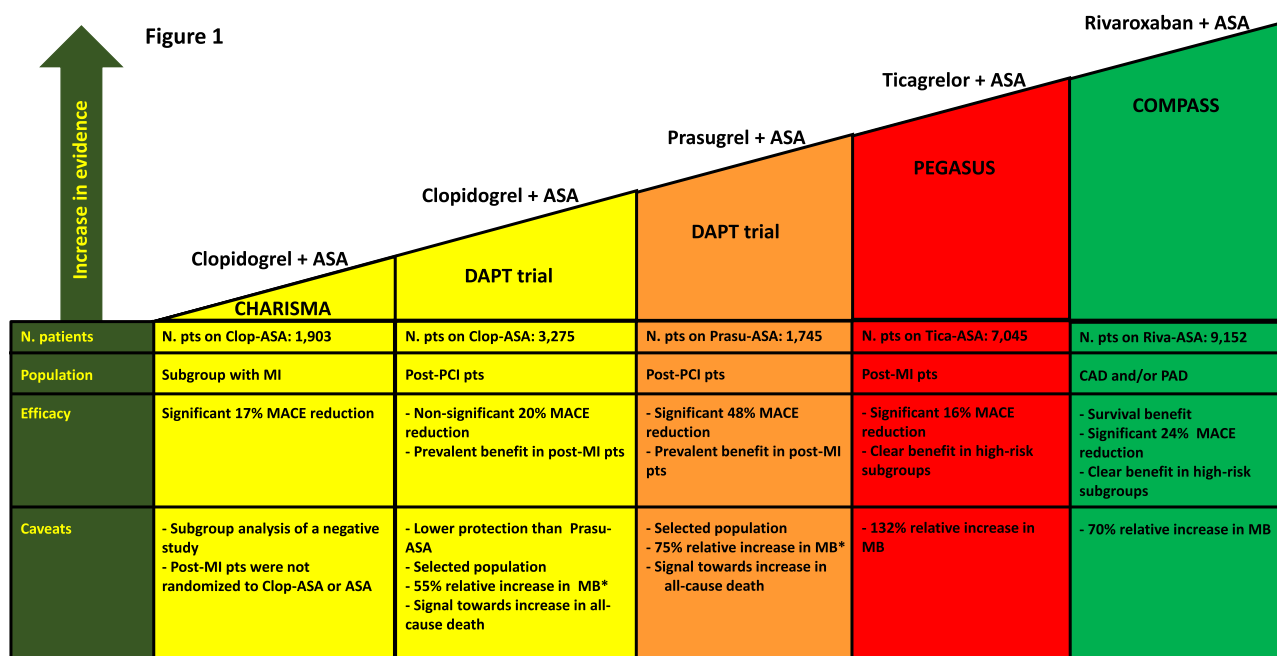 Figure 1
Increase in evidence
Rivaroxaban + ASA
Ticagrelor + ASA
COMPASS
Prasugrel + ASA
PEGASUS
Clopidogrel + ASA
DAPT trial
Clopidogrel + ASA
DAPT trial
CHARISMA
N. patients
N. pts on Clop-ASA: 1,903
N. pts on Clop-ASA: 3,275
N. pts on Prasu-ASA: 1,745
N. pts on Tica-ASA: 7,045
N. pts on Riva-ASA: 9,152
Population
Subgroup with MI
Post-PCI pts
Post-PCI pts
Post-MI pts
CAD and/or PAD
Efficacy
Significant 17% MACE reduction
- Non-significant 20% MACE
reduction
- Prevalent benefit in post-MI pts
- Significant 48% MACE
reduction
- Prevalent benefit in post-MI
pts
- Significant 16% MACE
reduction
- Clear benefit in high-risk
subgroups
- Survival benefit
- Significant 24% MACE
reduction
- Clear benefit in high-risk
subgroups
Caveats
- Subgroup analysis of a negative
study
- Post-MI pts were not
randomized to Clop-ASA or ASA
- Lower protection than Prasu-
ASA
- Selected population
- 55% relative increase in MB*
- Signal towards increase in all-
cause death
- Selected population
- 75% relative increase in MB*
- Signal towards increase in
all-cause death
- 132% relative increase in
MB
- 70% relative increase in MB